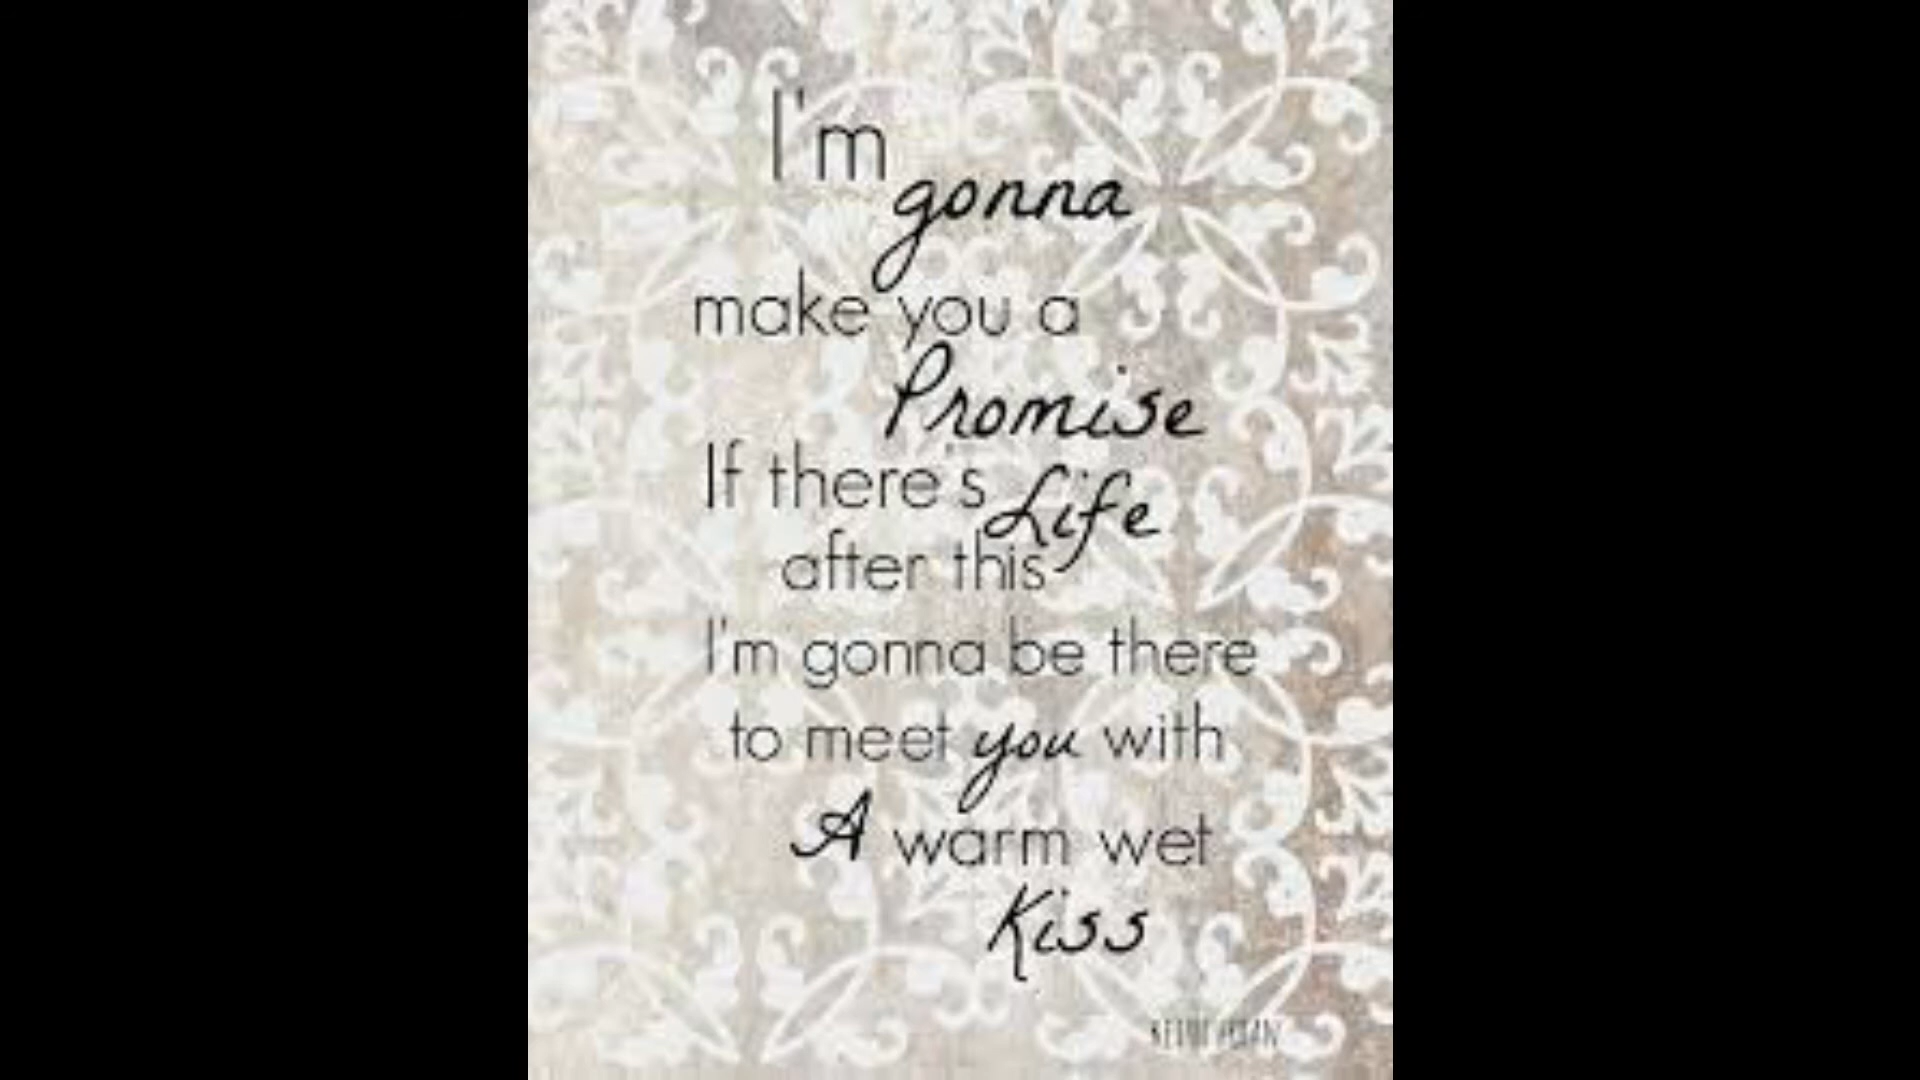 I'm
gonna
make you a
Promise
If there's Life
after this
I'm gonna be there
to meet you with
A warm wet
Kiss